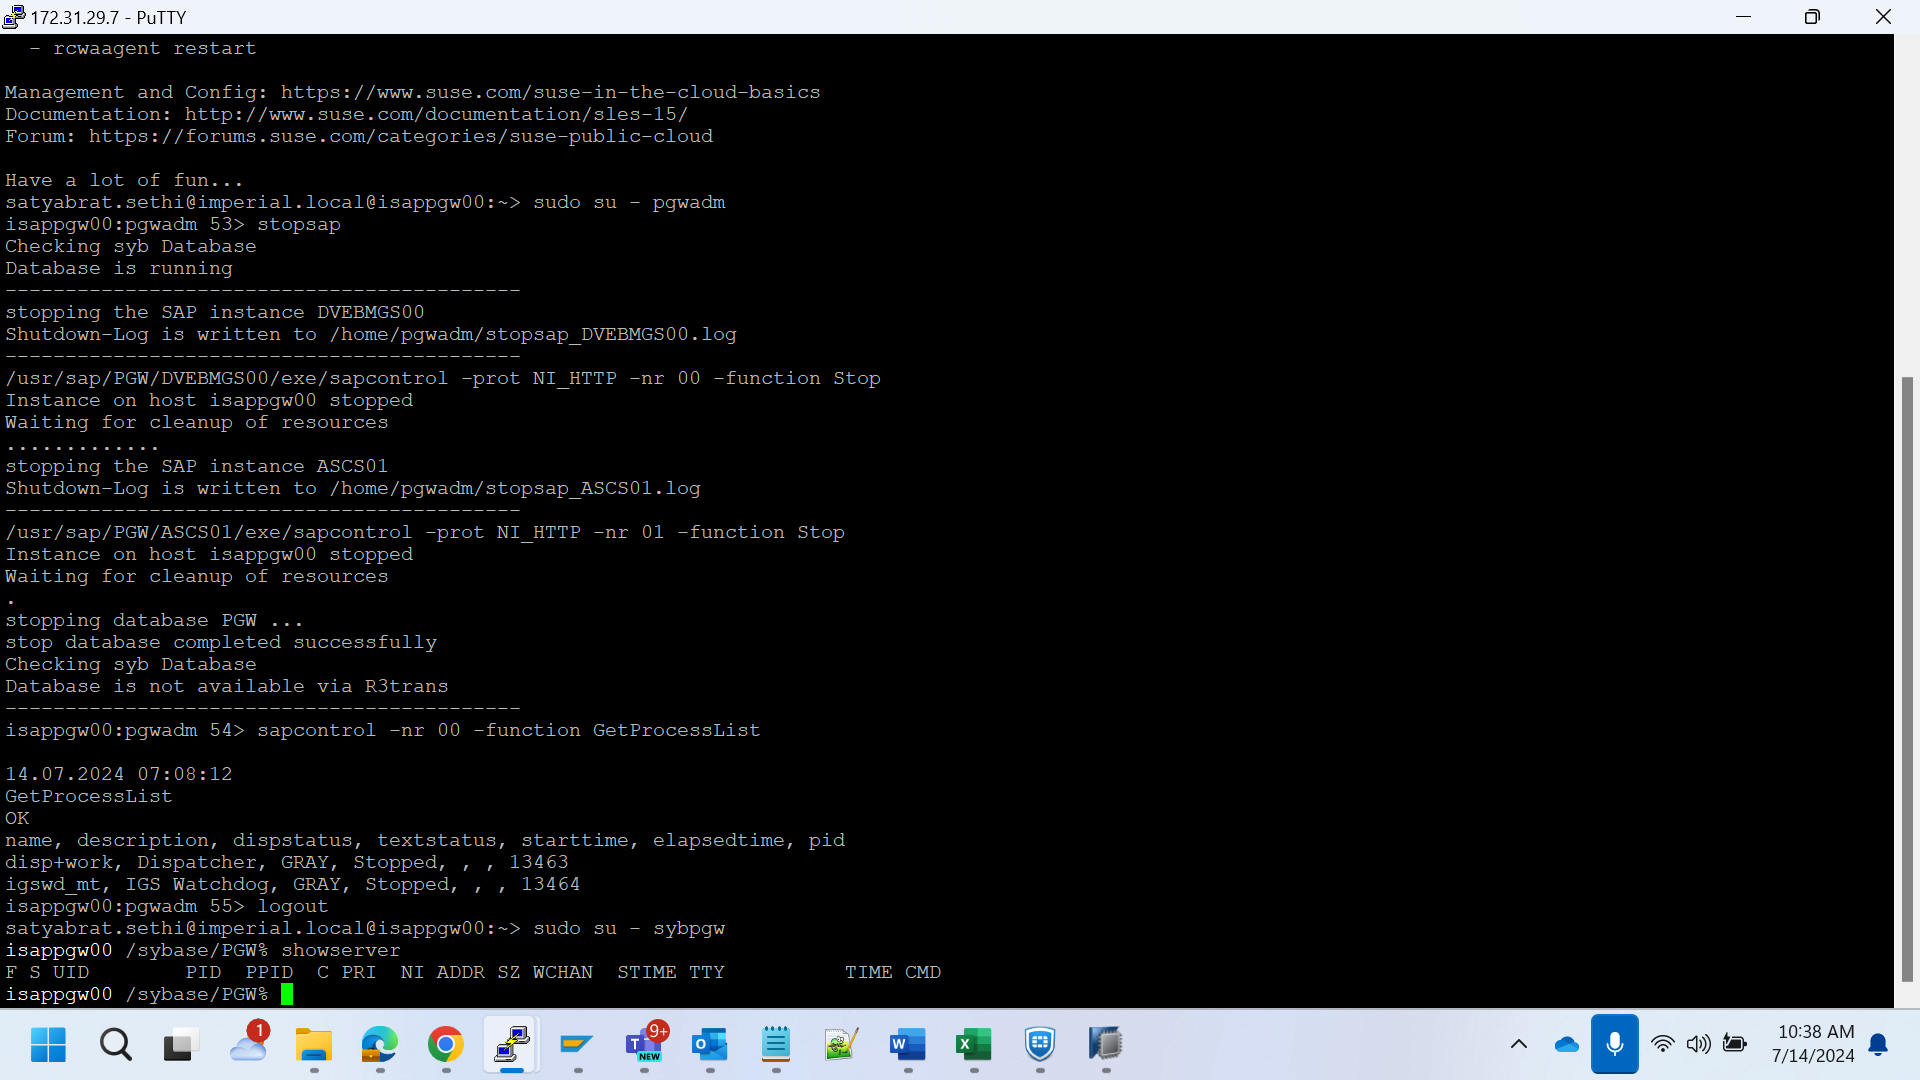 172.31.29.7 - PuTTY
- rcwaagent restart
Management and Config: https://www.suse.com/suse-in-the-cloud-basics
Documentation: http://www.suse.com/documentation/sles-15/
Forum: https://forums.suse.com/categories/suse-public-cloud
Have a lot of fun...
satyabrat.sethi@imperial.local@isappgw00:~> sudo su - pgwadm
isappgw00:pgwadm 53> stopsap
Checking syb Database
Database is running
-------------------------------------------
stopping the SAP instance DVEBMGS00
Shutdown-Log is written to /home/pgwadm/stopsap_DVEBMGS00.log
-------------------------------------------
/usr/sap/PGW/DVEBMGS00/exe/sapcontrol -prot NI_HTTP -nr 00 -function Stop
Instance on host isappgw00 stopped
Waiting for cleanup of resources
.............
stopping the SAP instance ASCS01
Shutdown-Log is written to /home/pgwadm/stopsap_ASCS01.log
-------------------------------------------
/usr/sap/PGW/ASCS01/exe/sapcontrol -prot NI_HTTP -nr 01 -function Stop
Instance on host isappgw00 stopped
Waiting for cleanup of resources
.
stopping database PGW ...
stop database completed successfully
Checking syb Database
Database is not available via R3trans
-------------------------------------------
isappgw00:pgwadm 54> sapcontrol -nr 00 -function GetProcessList
14.07.2024 07:08:12
GetProcessList
OK
name, description, dispstatus, textstatus, starttime, elapsedtime, pid
disp+work, Dispatcher, GRAY, Stopped, , , 13463
igswd_mt, IGS Watchdog, GRAY, Stopped, , , 13464
isappgw00:pgwadm 55> logout
satyabrat.sethi@imperial.local@isappgw00:~> sudo su - sybpgw
isappgw00 /sybase/PGW% showserver
F S UID        PID  PPID  C PRI  NI ADDR SZ WCHAN  STIME TTY          TIME CMD
isappgw00 /sybase/PGW%
1
9+
T
NEW
O
W
X
10:38 AM
7/14/2024